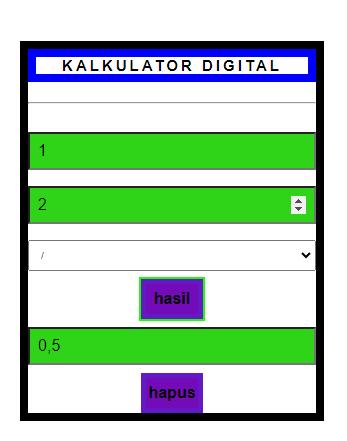 KALKULATOR DIGITAL
1
2
/
hasil
0,5
hapus